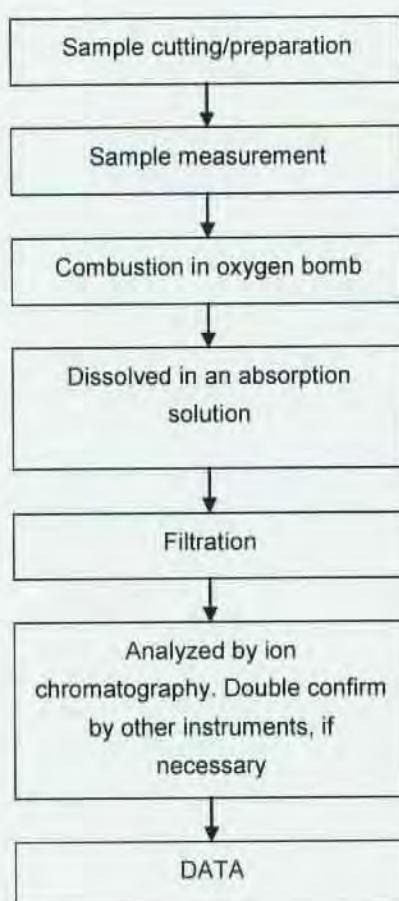 Sample cutting/preparation
Sample measurement
Combustion in oxygen bomb
Dissolved in an absorption
solution
Filtration
Analyzed by ion
chromatography. Double confirm
by other instruments, if
necessary
DATA